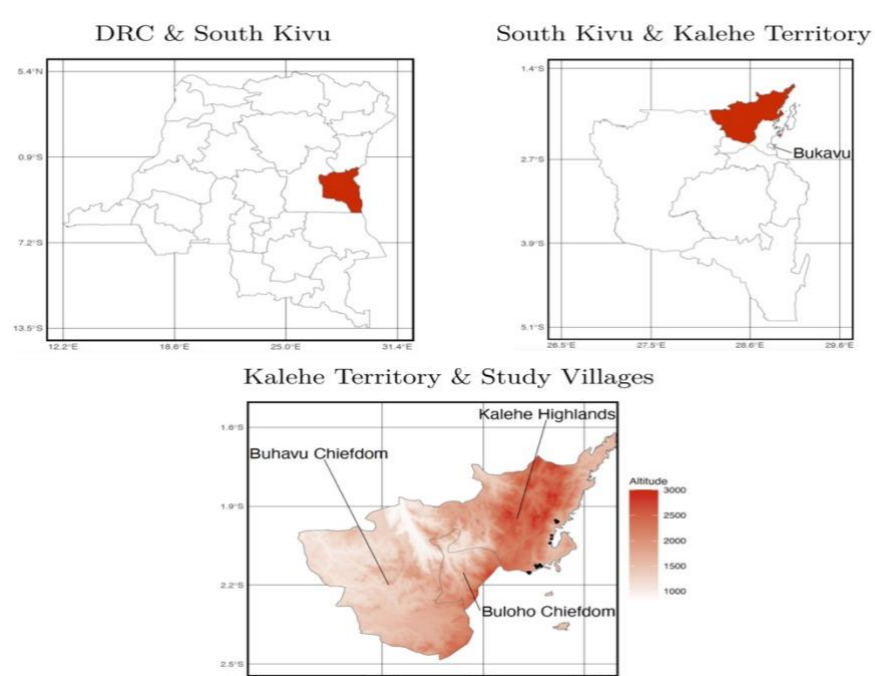 DRC & South Kivu
5.4°N
0.9°S
7.2°S
13.5°S
12.2°E 18.6°E 25.0°E 31.4°E
South Kivu & Kalehe Territory
1.4°S
Bukavu
2.7°S
3.9°S
5.1°S
26.5°E 27.5°E 28.6°E 29.6°E
Kalehe Territory & Study Villages
Kalehe Highlands
1.6°S
Buhavu Chiefdom
Altitude
3000
1.9°S
2500
2000
1500
2.2°S
1000
Buloho Chiefdom
2.5°S